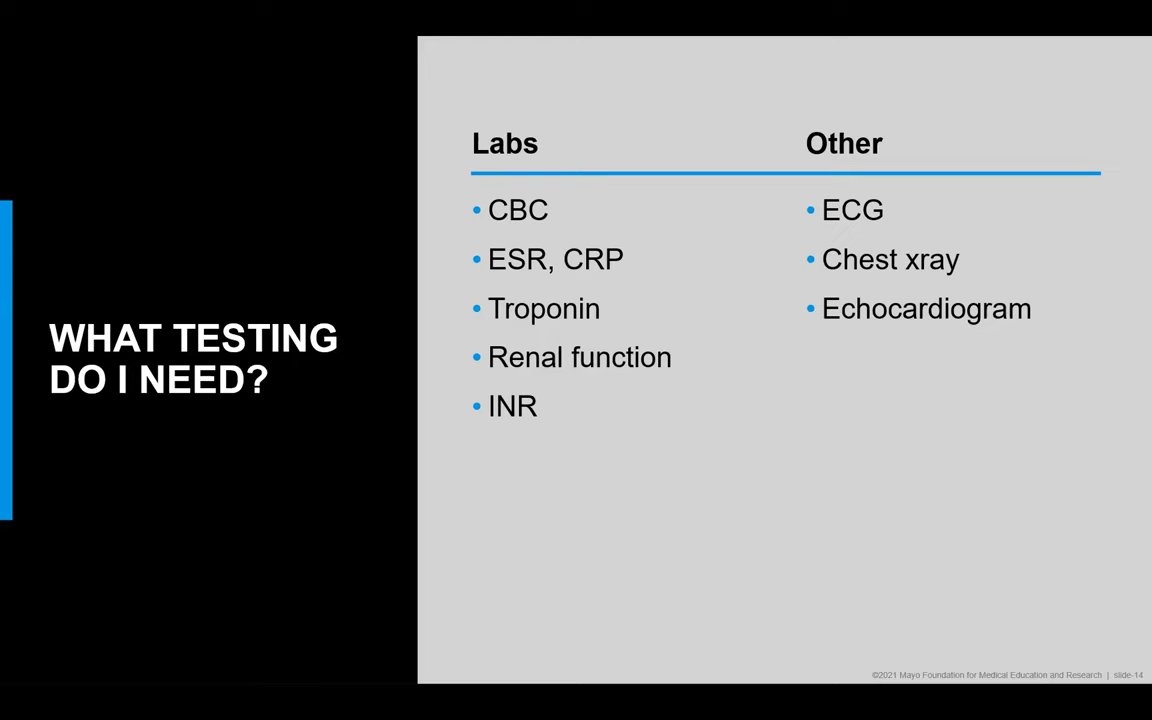 WHAT TESTING
DO I NEED?
Labs
• CBC
• ESR, CRP
• Troponin
• Renal function
• INR
Other
• ECG
• Chest xray
• Echocardiogram
©2021 Mayo Foundation for Medical Education and Research | slide-14